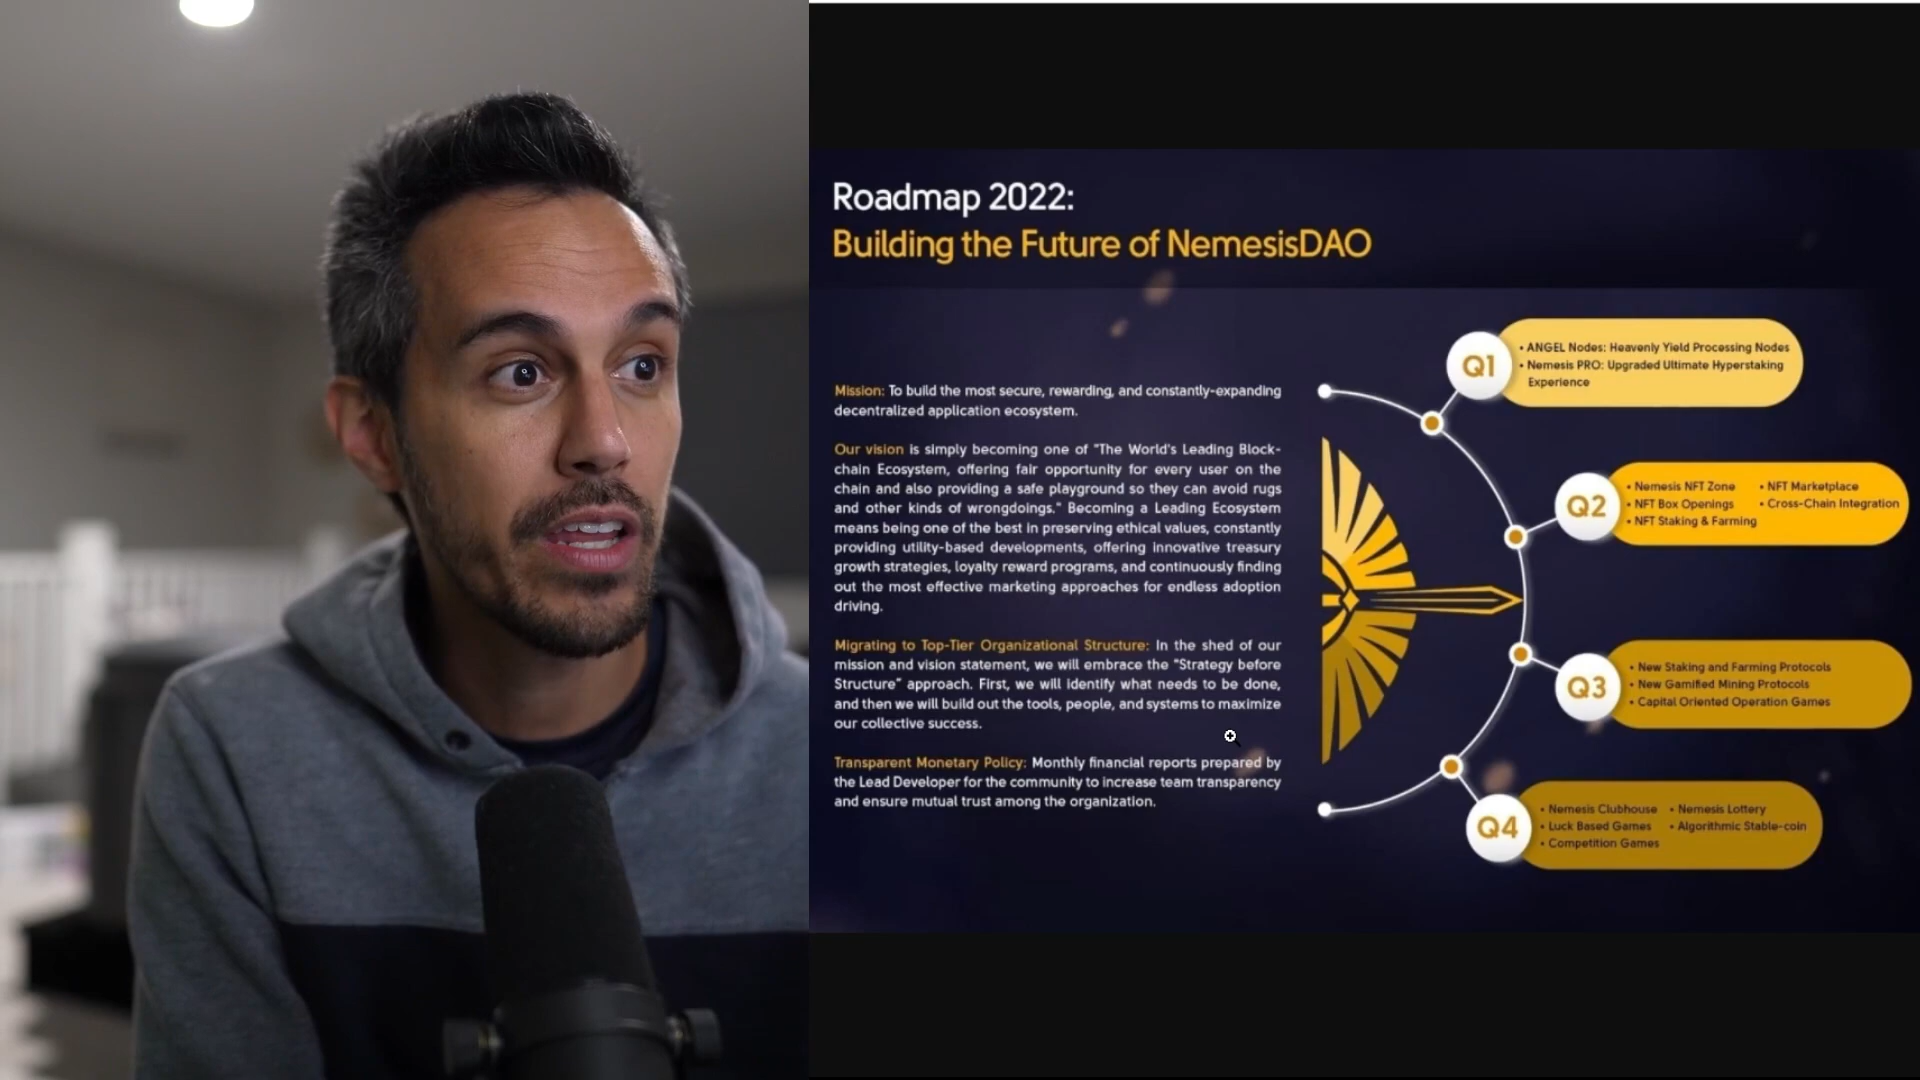 Roadmap 2022:
Building the Future of NemesisDAO
Mission: To build the most secure, rewarding, and constantly-expanding
decentralized application ecosystem.
Our vision is simply becoming one of "The World's Leading Block-
chain Ecosystem, offering fair opportunity for every user on the
chain and also providing a safe playground so they can avoid rugs
and other kinds of wrongdoings." Becoming a Leading Ecosystem
means being one of the best in preserving ethical values, constantly
providing utility-based developments, offering innovative treasury
growth strategies, loyalty reward programs, and continuously finding
out the most effective marketing approaches for endless adoption
driving.
Migrating to Top-Tier Organizational Structure: In the shed of our
mission and vision statement, we will embrace the "Strategy before
Structure" approach. First, we will identify what needs to be done,
and then we will build out the tools, people, and systems to maximize
our collective success.
Transparent Monetary Policy: Monthly financial reports prepared by
the Lead Developer for the community to increase team transparency
and ensure mutual trust among the organization.
Q1
• ANGEL Nodes: Heavenly Yield Processing Nodes
• Nemesis PRO: Upgraded Ultimate Hyperstaking
Experience
Q2
• Nemesis NFT Zone
• NFT Box Openings
• NFT Staking & Farming
• NFT Marketplace
• Cross-Chain Integration
Q3
• New Staking and Farming Protocols
• New Gamified Mining Protocols
• Capital Oriented Operation Games
Q4
• Nemesis Clubhouse
• Luck Based Games
• Competition Games
• Nemesis Lottery
• Algorithmic Stable-coin